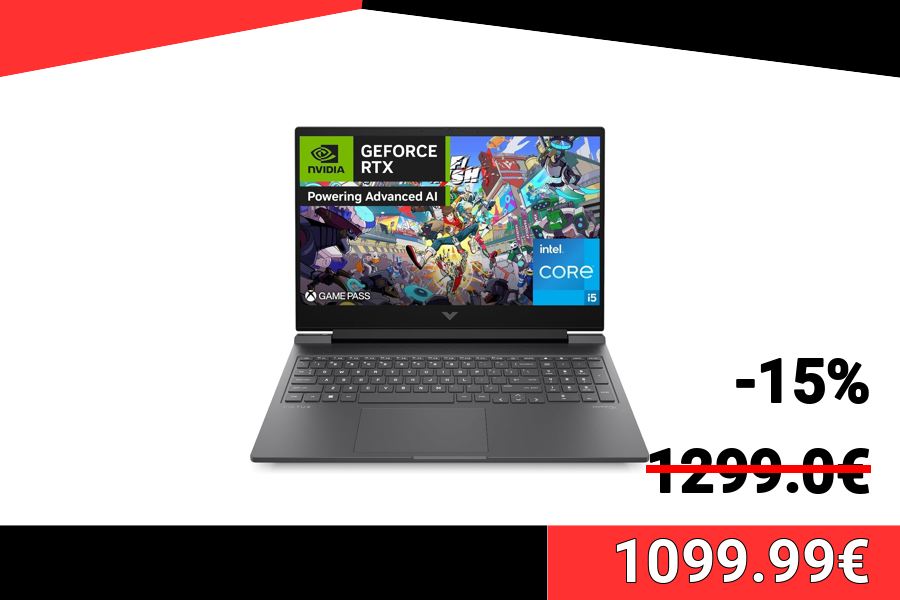 NVIDIA
GEFORCE
RTX
Powering Advanced AI
intel
CORE
i5
GAME PASS
-15%
1299.0€
1099.99€